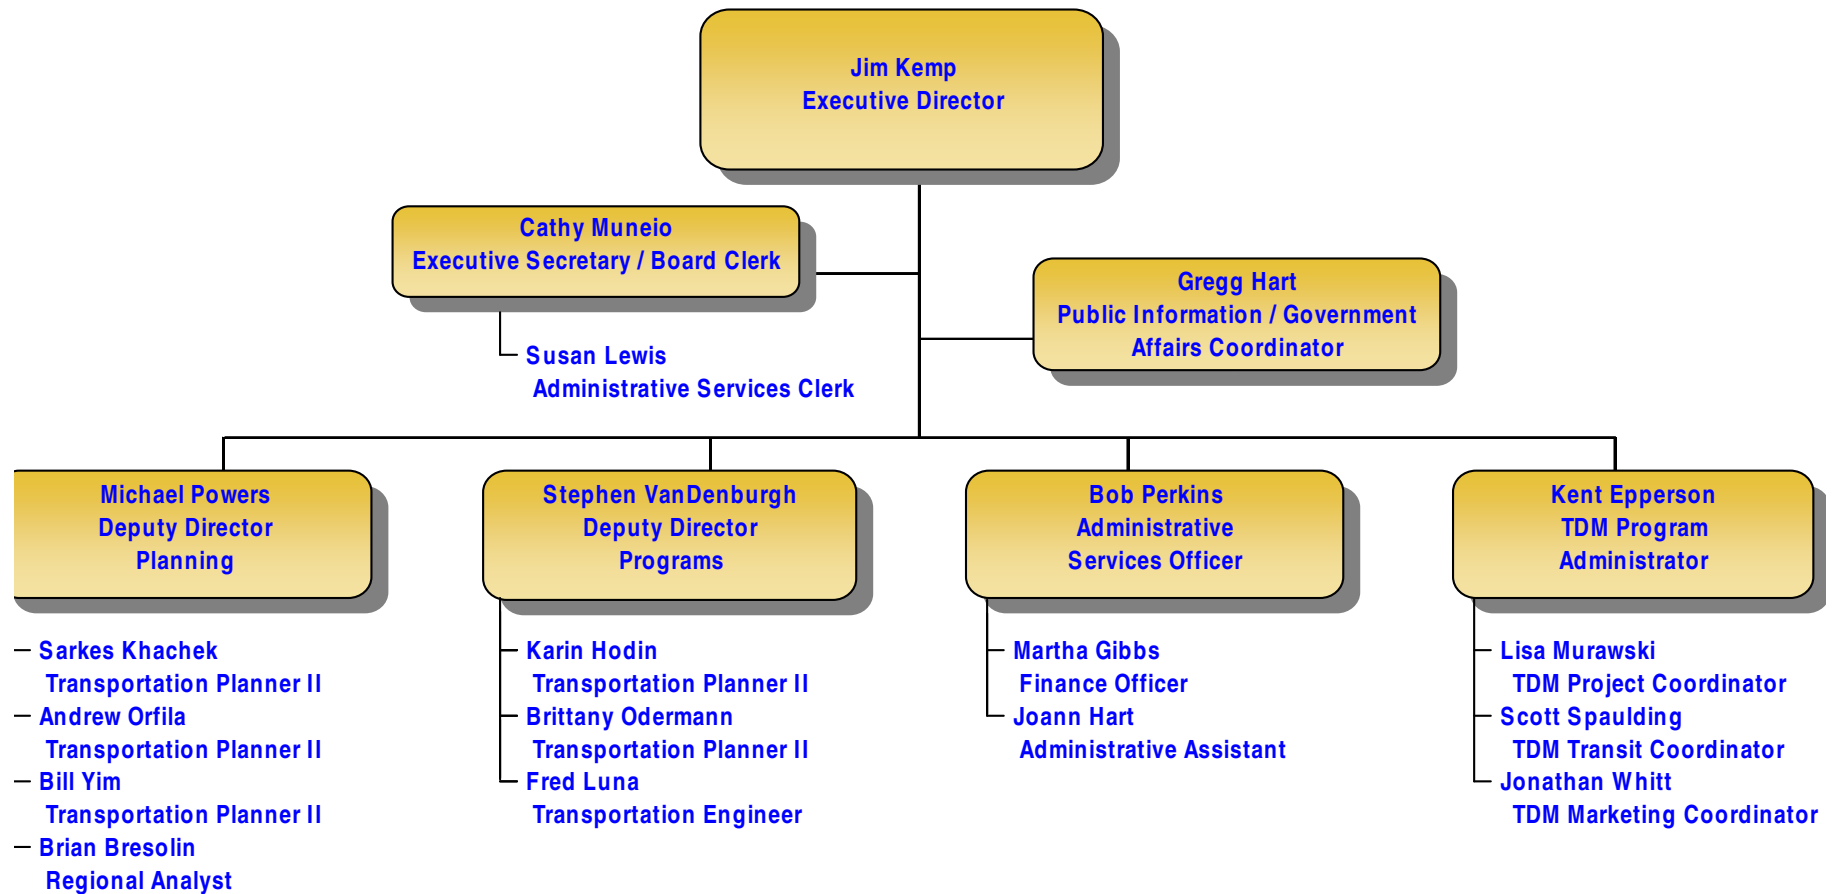 Jim Kemp
Executive Director
Cathy Muneio
Executive Secretary / Board Clerk
Susan Lewis
Administrative Services Clerk
Gregg Hart
Public Information / Government
Affairs Coordinator
Michael Powers
Deputy Director
Planning
Sarkes Khachek
Transportation Planner II
Andrew Orfila
Transportation Planner II
Bill Yim
Transportation Planner II
Brian Bresolin
Regional Analyst
Stephen VanDenburgh
Deputy Director
Programs
Karin Hodin
Transportation Planner II
Brittany Odermann
Transportation Planner II
Fred Luna
Transportation Engineer
Bob Perkins
Administrative
Services Officer
Martha Gibbs
Finance Officer
Joann Hart
Administrative Assistant
Kent Epperson
TDM Program
Administrator
Lisa Murawski
TDM Project Coordinator
Scott Spaulding
TDM Transit Coordinator
Jonathan Whitt
TDM Marketing Coordinator